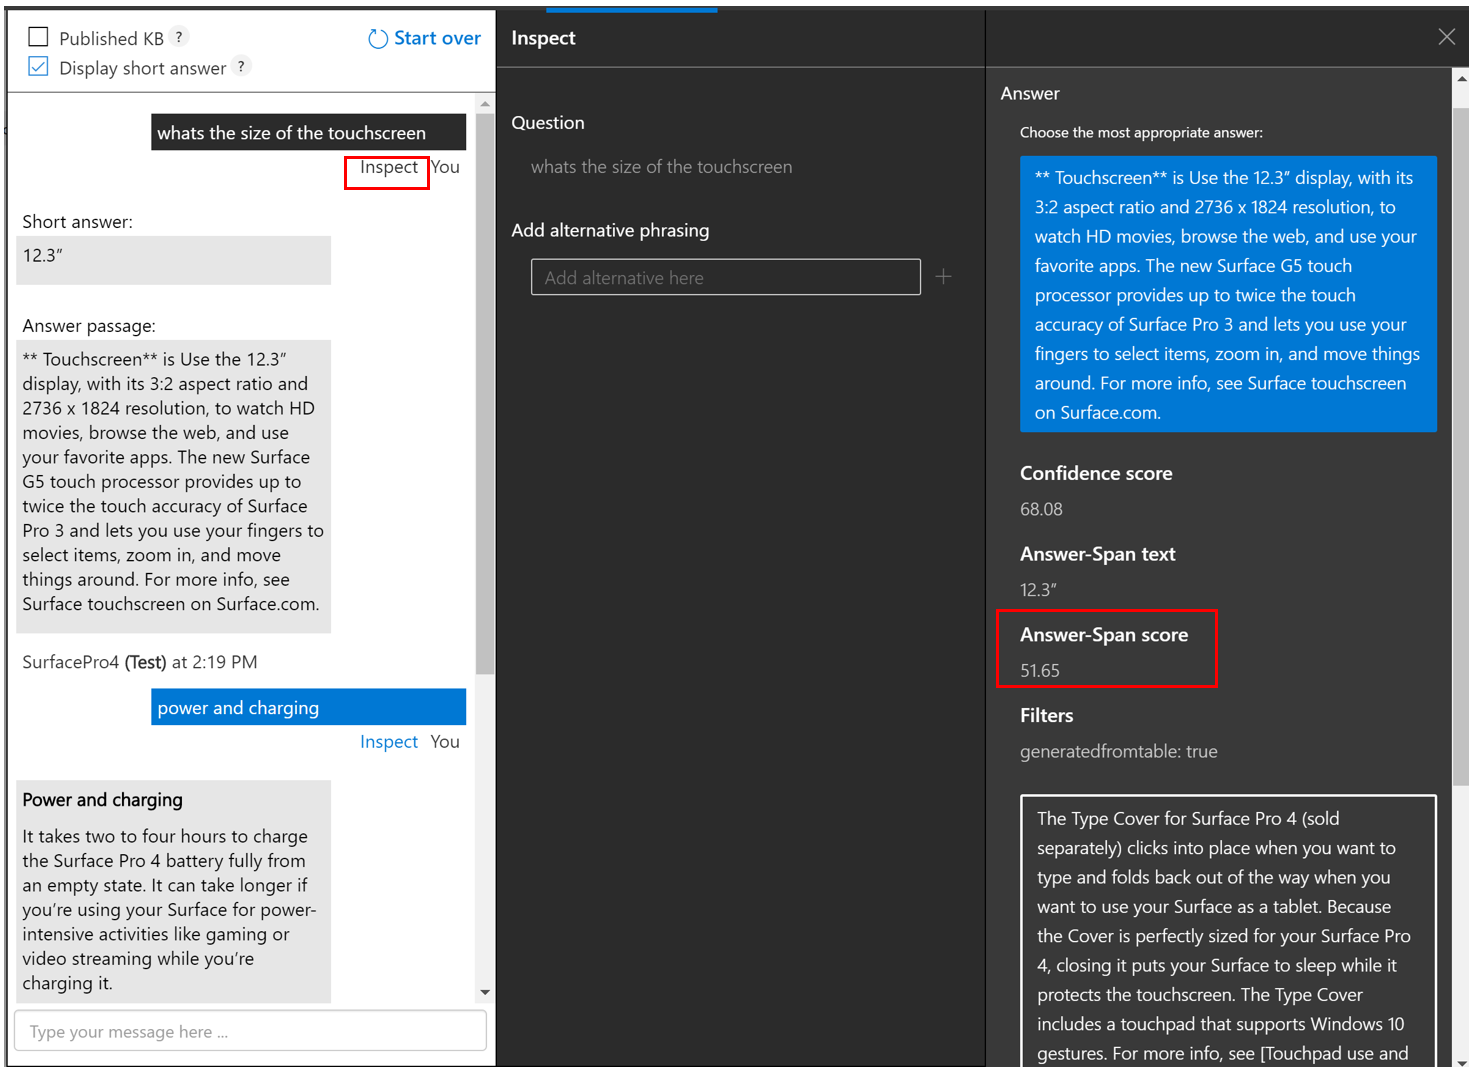 Published KB ?
Start over
Display short answer ?
whats the size of the touchscreen
Inspect You
Short answer:
12.3”
Answer passage:
** Touchscreen** is Use the 12.3”
display, with its 3:2 aspect ratio and
2736 x 1824 resolution, to watch HD
movies, browse the web, and use
your favorite apps. The new Surface
G5 touch processor provides up to
twice the touch accuracy of Surface
Pro 3 and lets you use your fingers to
select items, zoom in, and move
things around. For more info, see
Surface touchscreen on Surface.com.
SurfacePro4 (Test) at 2:19 PM
power and charging
Inspect You
Power and charging
It takes two to four hours to charge
the Surface Pro 4 battery fully from
an empty state. It can take longer if
you’re using your Surface for power-
intensive activities like gaming or
video streaming while you’re
charging it.
Type your message here ...
Inspect
Question
whats the size of the touchscreen
Add alternative phrasing
Add alternative here
Answer
Choose the most appropriate answer:
** Touchscreen** is Use the 12.3” display, with its
3:2 aspect ratio and 2736 x 1824 resolution, to
watch HD movies, browse the web, and use your
favorite apps. The new Surface G5 touch
processor provides up to twice the touch
accuracy of Surface Pro 3 and lets you use your
fingers to select items, zoom in, and move things
around. For more info, see Surface touchscreen
on Surface.com.
Confidence score
68.08
Answer-Span text
12.3”
Answer-Span score
51.65
Filters
generatedfromtable: true
The Type Cover for Surface Pro 4 (sold
separately) clicks into place when you want to
type and folds back out of the way when you
want to use your Surface as a tablet. Because
the Cover is perfectly sized for your Surface Pro
4, closing it puts your Surface to sleep while it
protects the touchscreen. The Type Cover
includes a touchpad that supports Windows 10
gestures. For more info, see [Touchpad use and